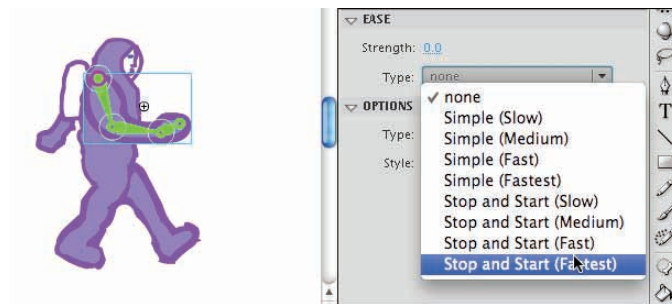 EASE
Strength: 0.0
Type: none
✓ none
OPTIONS
Simple (Slow)
Type:
Simple (Medium)
Style:
Simple (Fast)
Simple (Fastest)
Stop and Start (Slow)
Stop and Start (Medium)
Stop and Start (Fast)
Stop and Start (Fastest)
T